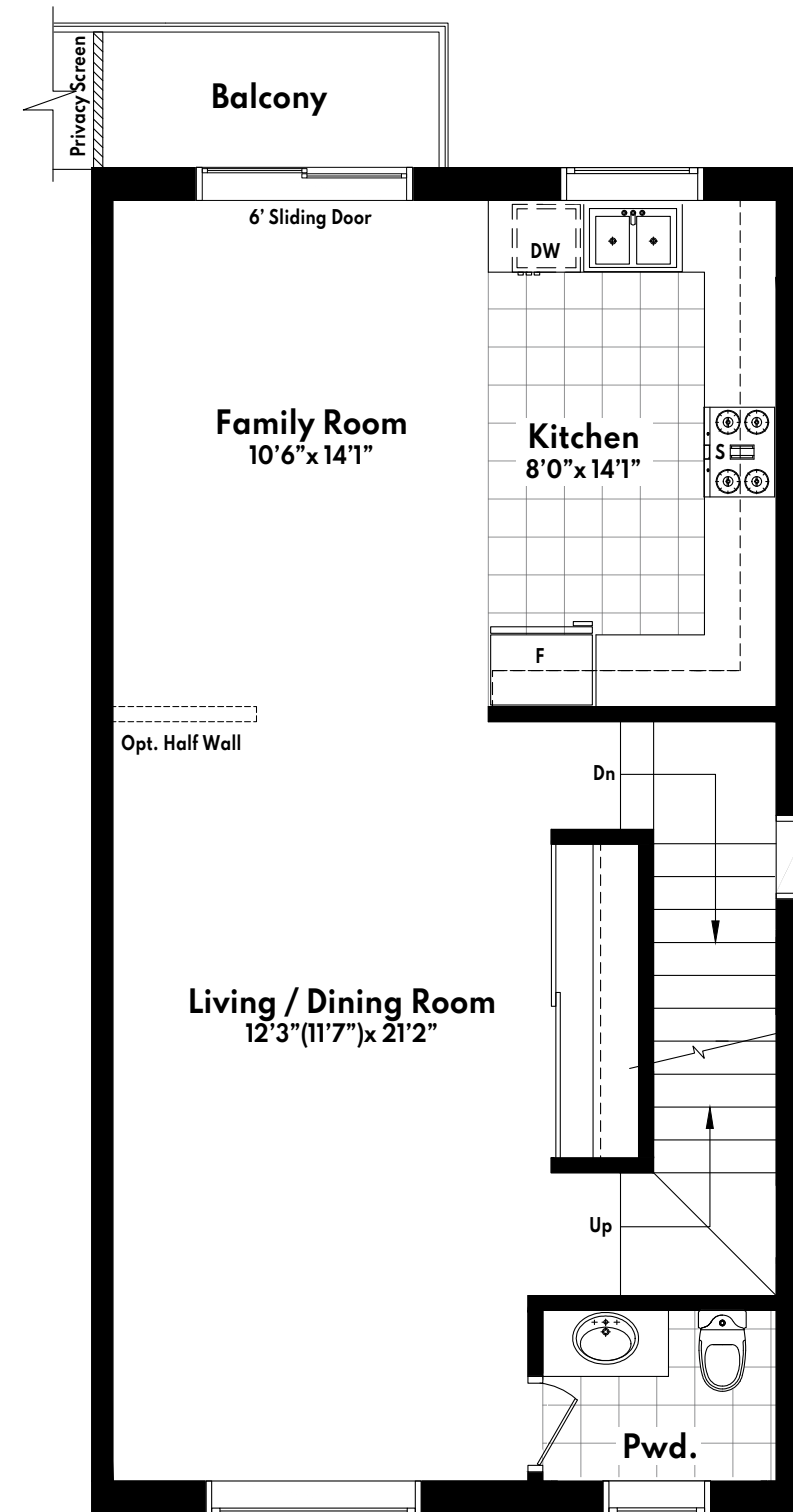 Privacy Screen
Balcony
6' Sliding Door
DW
Family Room
10'6"x 14'1"
Kitchen
8'0"x 14'1"
S
F
Opt. Half Wall
Dn
Living / Dining Room
12'3"(11'7")x 21'2"
Up
Pwd.